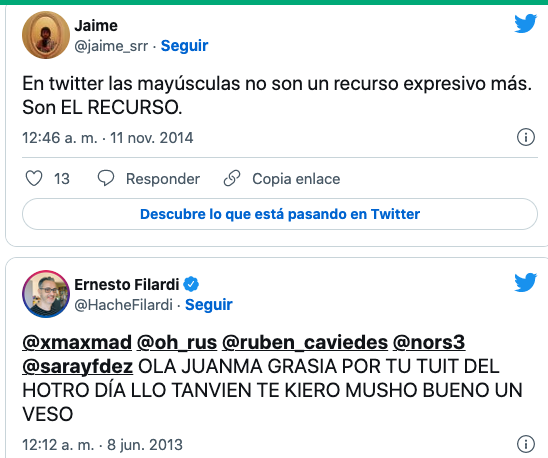 Jaime
@jaime_srr · Seguir
En twitter las mayúsculas no son un recurso expresivo más.
Son EL RECURSO.
12:46 a. m. · 11 nov. 2014
13 Responder Copia enlace
Descubre lo que está pasando en Twitter
Ernesto Filardi
@HacheFilardi · Seguir
@xmaxmad @oh_rus @ruben_caviedes @nors3
@sarayfdez OLA JUANMA GRASIA POR TU TUIT DEL
HOTRO DÍA LLO TANVIEN TE KIERO MUSHO BUENO UN
VESO
12:12 a. m. · 8 jun. 2013